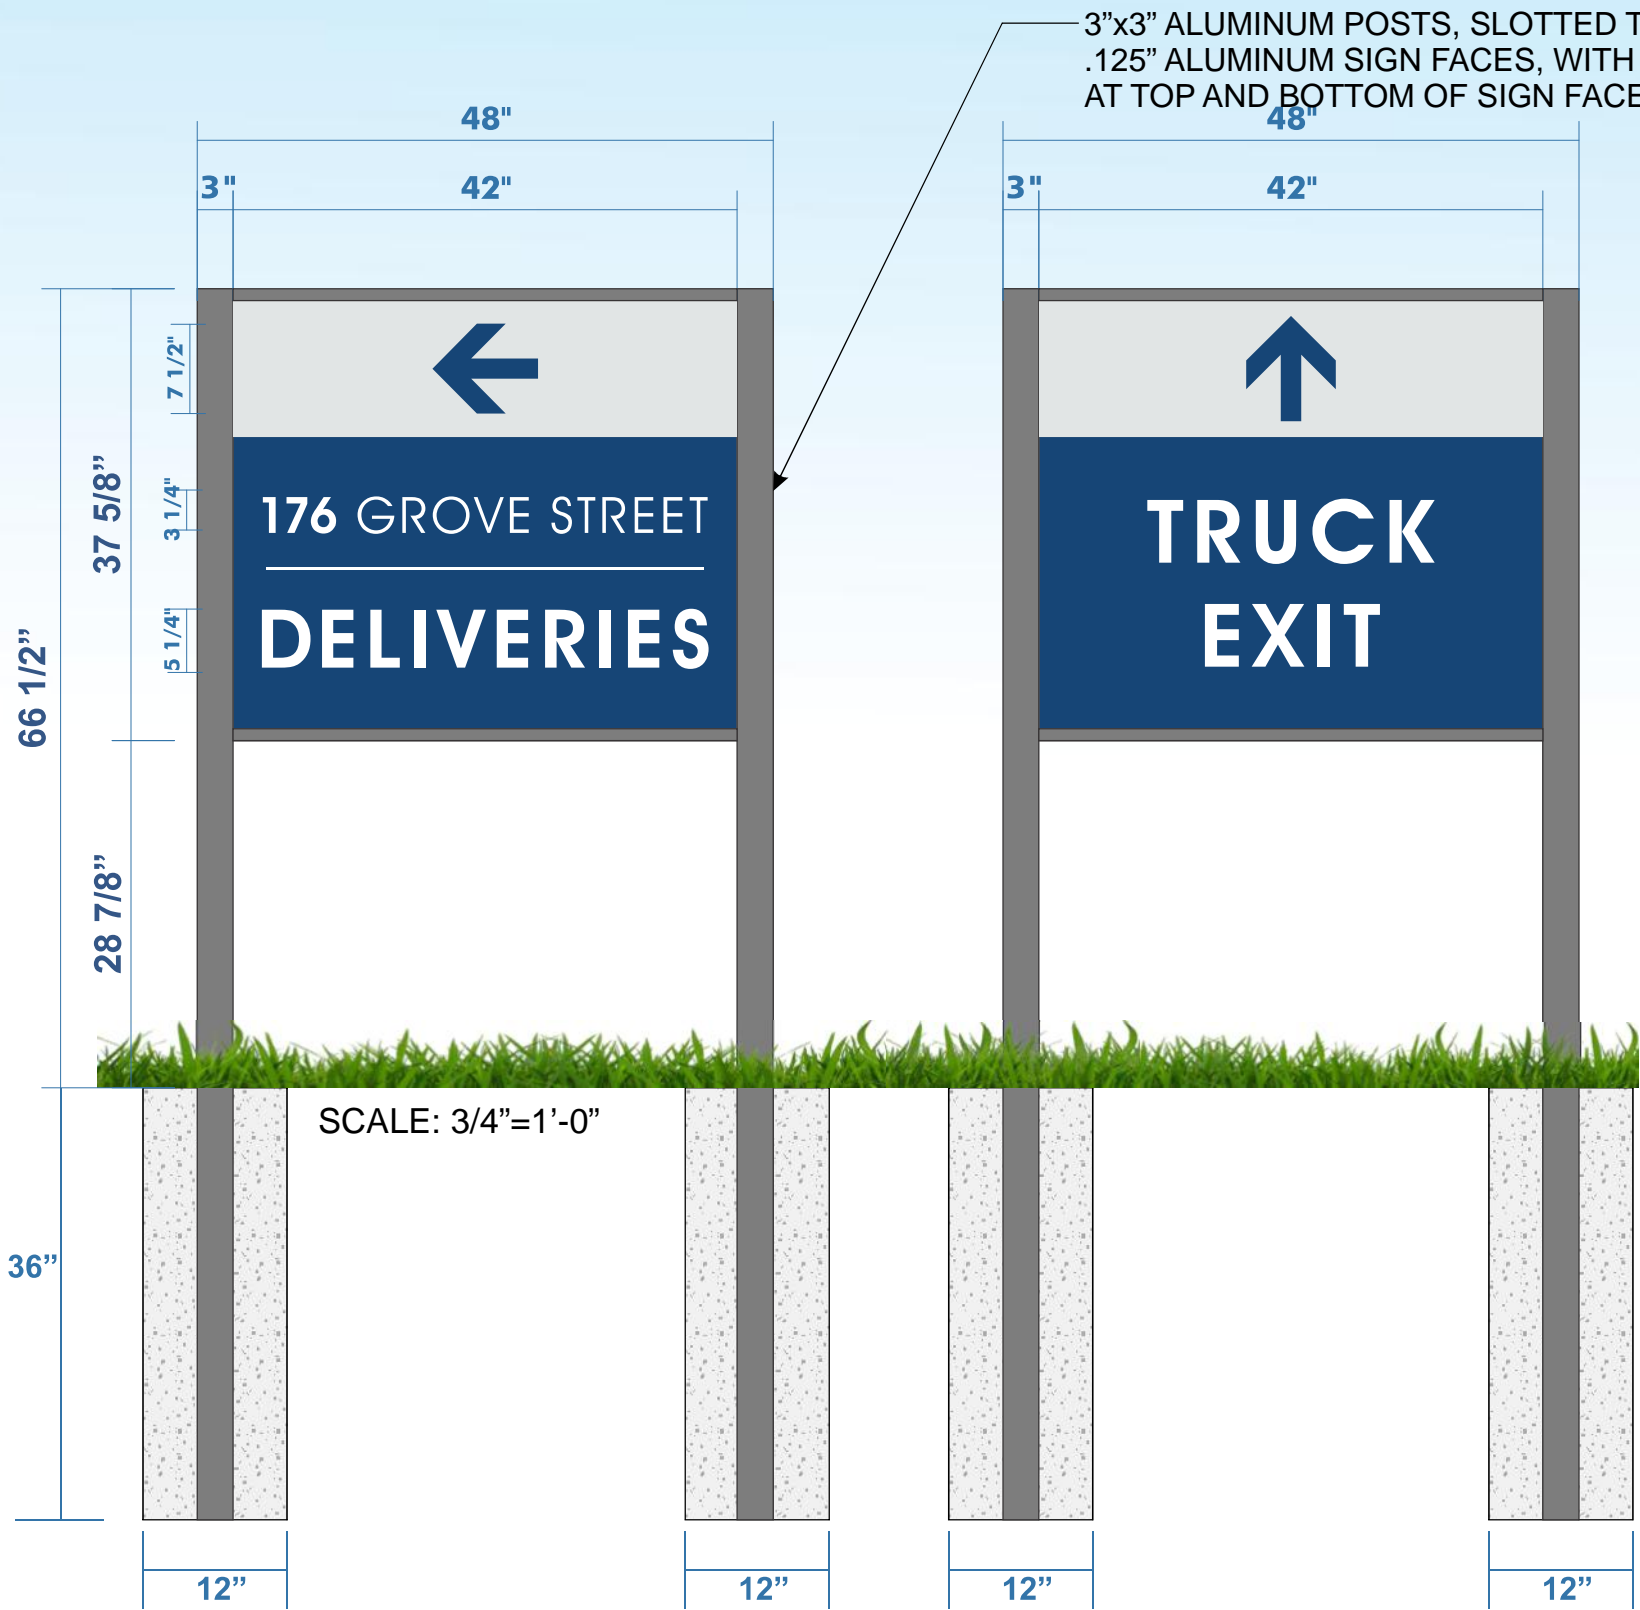 3”x3” ALUMINUM POSTS, SLOTTED
.125” ALUMINUM SIGN FACES, WITH
AT TOP AND BOTTOM OF SIGN FACE
48"
48"
3"
42"
3"
42"
7 1/2"
37 5/8”
3 1/4"
176 GROVE STREET
TRUCK
5 1/4"
DELIVERIES
EXIT
66 1/2”
28 7/8”
SCALE: 3/4”=1’-0”
36”
12”
12”
12”
12”